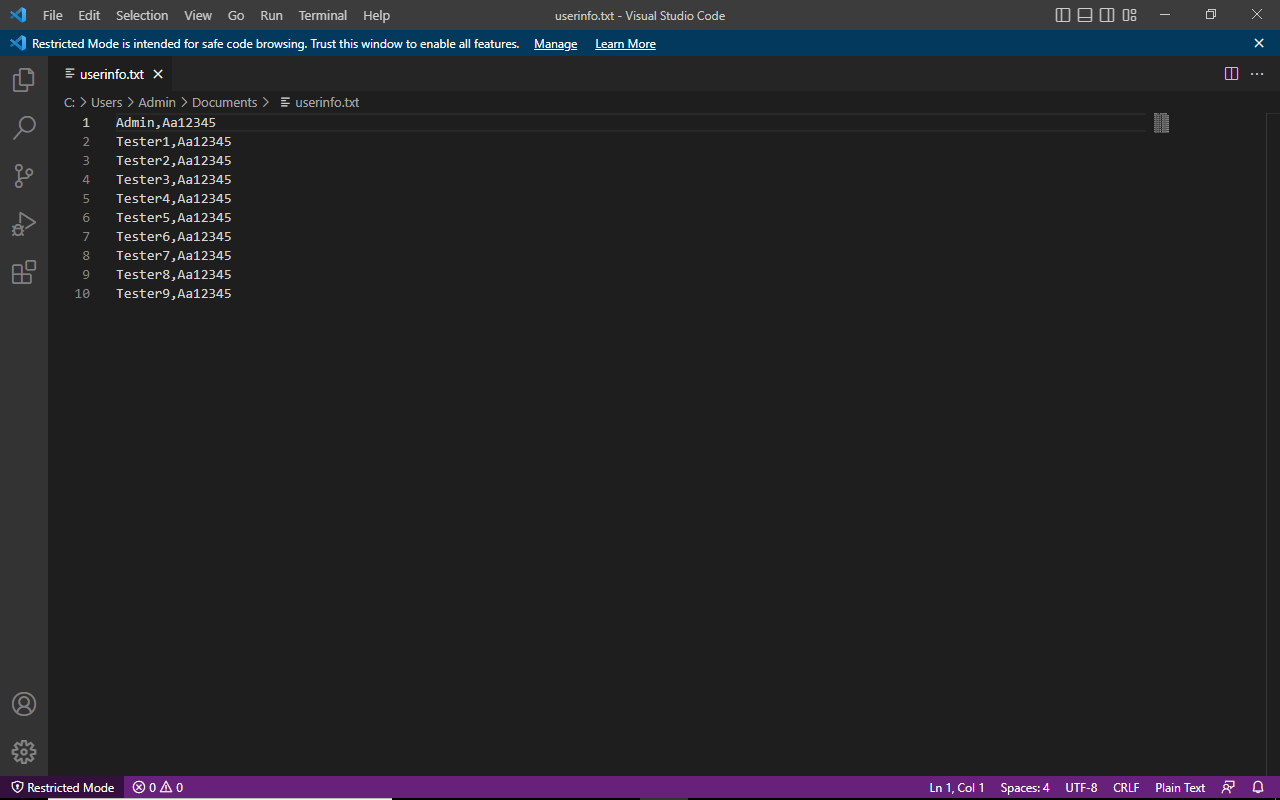 File Edit Selection View Go Run Terminal Help userinfo.txt - Visual Studio Code
Restricted Mode is intended for safe code browsing. Trust this window to enable all features. Manage Learn More
userinfo.txt
C: > Users > Admin > Documents > userinfo.txt
1 Admin,Aa12345
2 Tester1,Aa12345
3 Tester2,Aa12345
4 Tester3,Aa12345
5 Tester4,Aa12345
6 Tester5,Aa12345
7 Tester6,Aa12345
8 Tester7,Aa12345
9 Tester8,Aa12345
10 Tester9,Aa12345
Restricted Mode 0 0 Ln 1, Col 1 Spaces: 4 UTF-8 CRLF Plain Text